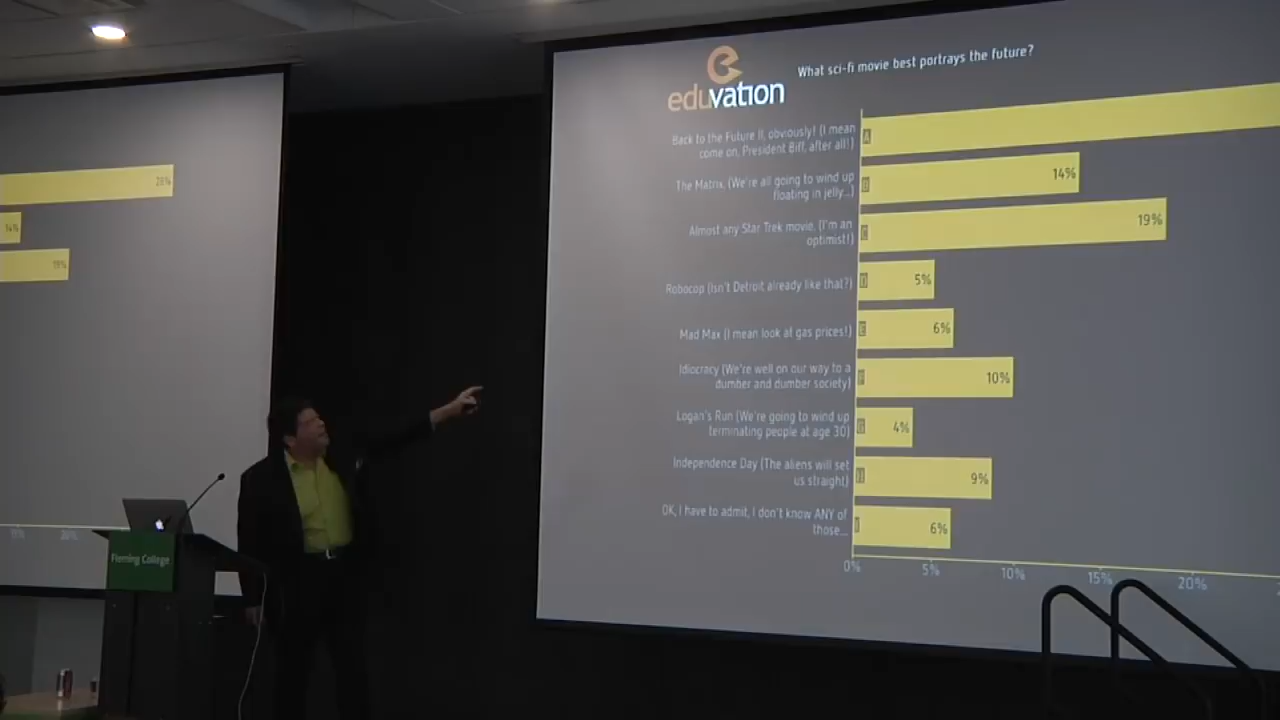 eduvation
What sci-fi movie best portrays the future?
Back to the Future II, obviously! (I mean
come on, President Biff, after all!)
A
The Matrix, (We're all going to wind up
floating in jelly...)
B
14%
Almost any Star Trek movie, (I'm an
optimist!)
C
19%
Robocop (Isn't Detroit already like that?)
D
5%
Mad Max (I mean look at gas prices!)
E
6%
Idiocracy (We're well on our way to a
dumber and dumber society)
F
10%
Logan's Run (We're going to wind up
terminating people at age 30)
G
4%
Independence Day (The aliens will set
us straight)
H
9%
OK, I have to admit, I don't know ANY of
those...
I
6%
0% 5% 10% 15% 20%
28%
14%
19%
15% 20%
Fleming College